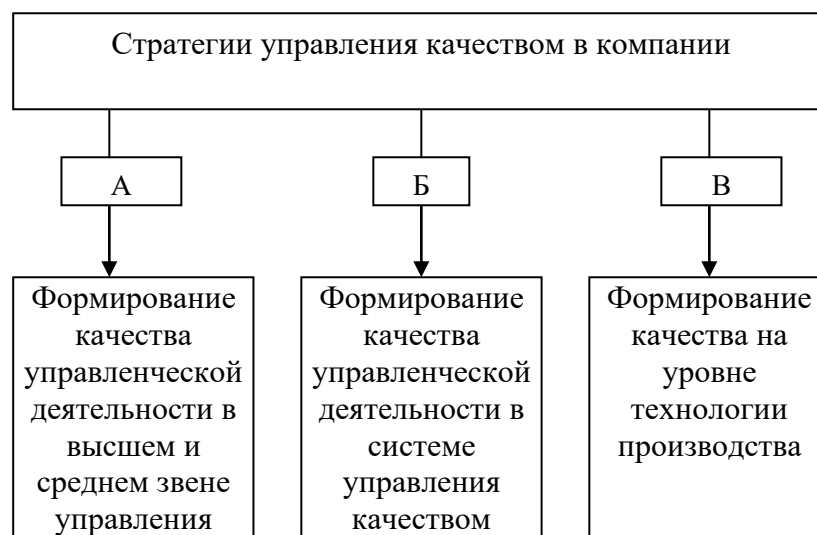 Стратегии управления качеством в компании
А
Б
В
Формирование
качества
управленческой
деятельности в
высшем и
среднем звене
управления
Формирование
качества
управленческой
деятельности в
системе
управления
качеством
Формирование
качества на
уровне
технологии
производства